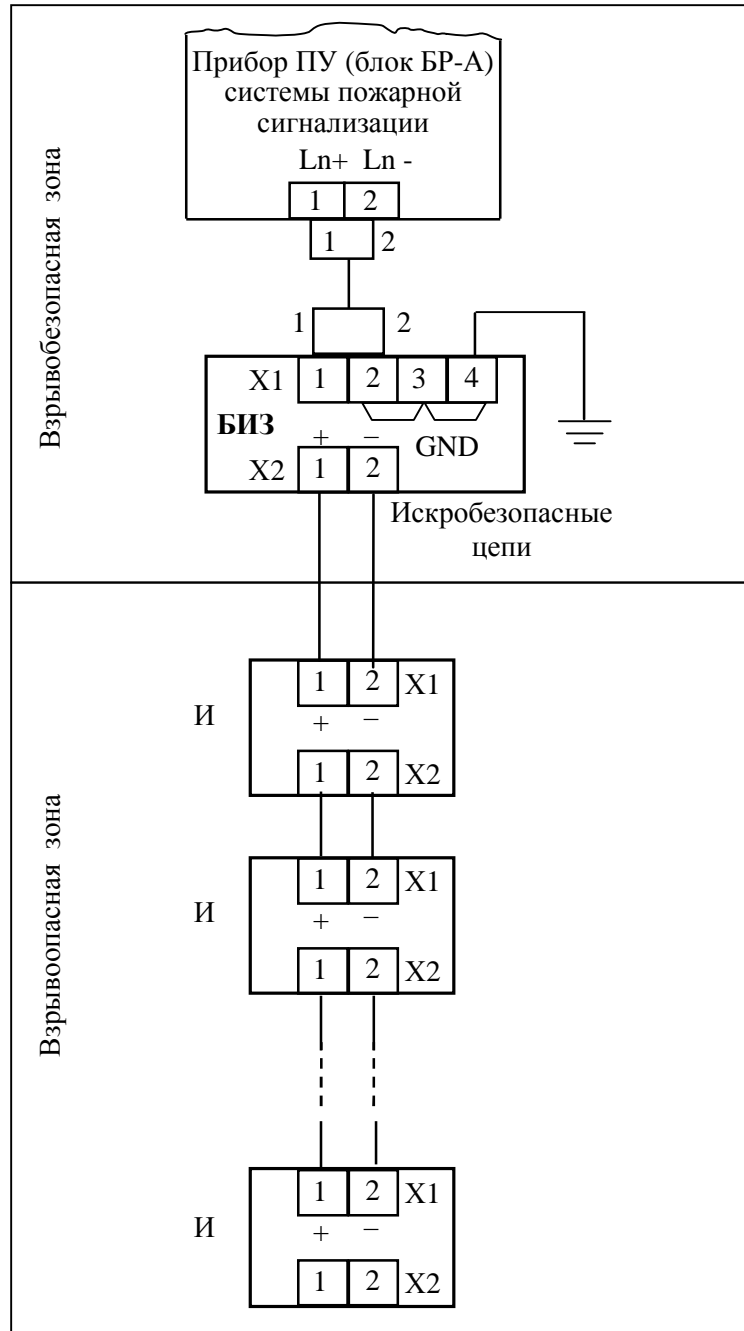 Прибор ПУ (блок БР-А)
системы пожарной
сигнализации
Ln+ Ln -
1 2
1 2
Взрывобезопасная зона
1 2
X1 1 2 3 4
БИЗ + − GND
X2 1 2
Искробезопасные
цепи
Взрывоопасная зона
1 2 X1
И + −
1 2 X2
1 2 X1
И + −
1 2 X2
1 2 X1
И + −
1 2 X2